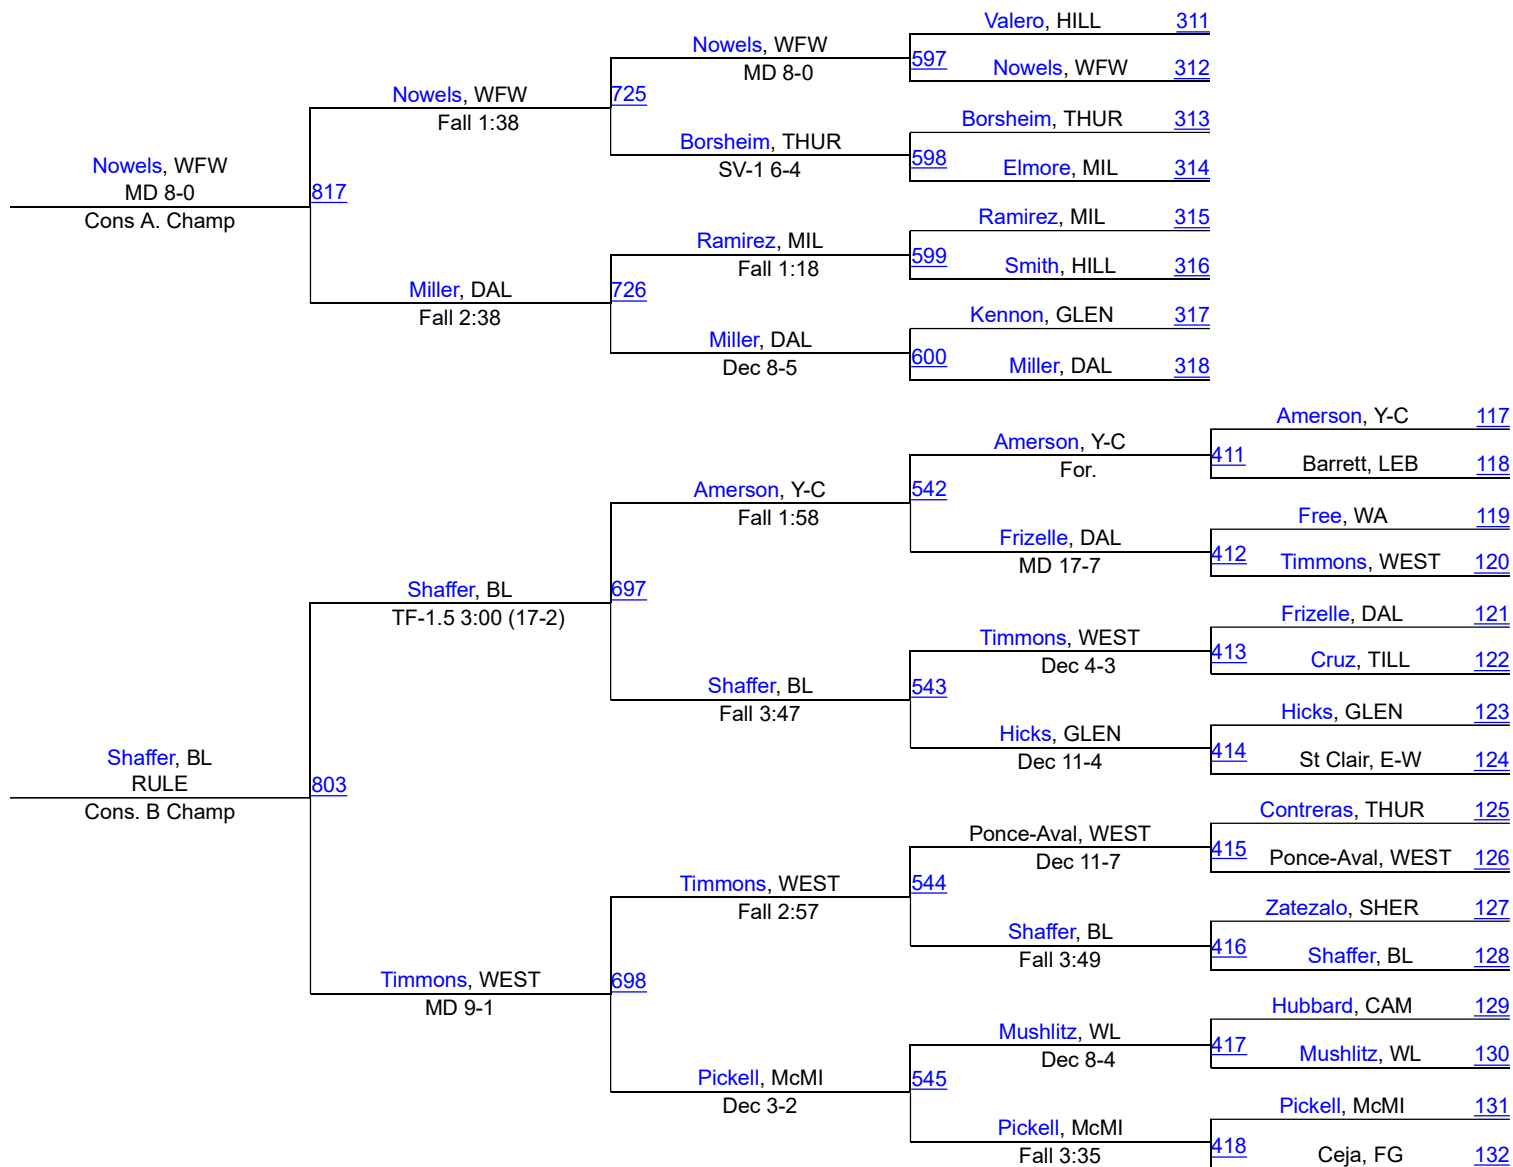 Valero, HILL 311
Nowels, WFW
MD 8-0
597
Nowels, WFW 312
Nowels, WFW
Fall 1:38
725
Borsheim, THUR 313
Borsheim, THUR
SV-1 6-4
598
Elmore, MIL 314
Nowels, WFW
MD 8-0
Cons A. Champ
817
Ramirez, MIL 315
Ramirez, MIL
Fall 1:18
599
Smith, HILL 316
Miller, DAL
Fall 2:38
726
Kennon, GLEN 317
Miller, DAL
Dec 8-5
600
Miller, DAL 318
Amerson, Y-C 117
Amerson, Y-C
For.
411
Barrett, LEB 118
Amerson, Y-C
Fall 1:58
542
Free, WA 119
Frizelle, DAL
MD 17-7
412
Timmons, WEST 120
Shaffer, BL
TF-1.5 3:00 (17-2)
697
Frizelle, DAL 121
Timmons, WEST
Dec 4-3
413
Cruz, TILL 122
Shaffer, BL
Fall 3:47
543
Hicks, GLEN 123
Hicks, GLEN
Dec 11-4
414
St Clair, E-W 124
Shaffer, BL
RULE
Cons. B Champ
803
Contreras, THUR 125
Ponce-Aval, WEST
Dec 11-7
415
Ponce-Aval, WEST 126
Timmons, WEST
Fall 2:57
544
Zatezalo, SHER 127
Shaffer, BL
Fall 3:49
416
Shaffer, BL 128
Timmons, WEST
MD 9-1
698
Hubbard, CAM 129
Mushlitz, WL
Dec 8-4
417
Mushlitz, WL 130
Pickell, McMI
Dec 3-2
545
Pickell, McMI 131
Pickell, McMI
Fall 3:35
418
Ceja, FG 132